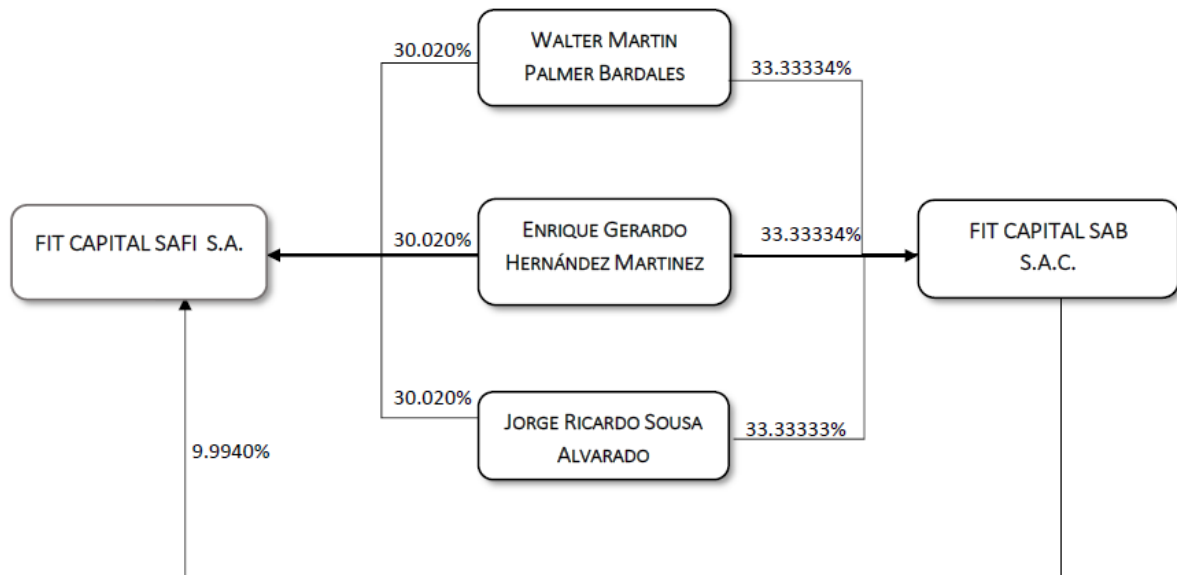 WALTER MARTIN
PALMER BARDALES
30.020%
33.33334%
FIT CAPITAL SAFI S.A.
30.020%
ENRIQUE GERARDO
HERNÁNDEZ MARTINEZ
33.33334%
FIT CAPITAL SAB
S.A.C.
30.020%
JORGE RICARDO SOUSA
ALVARADO
33.33333%
9.9940%